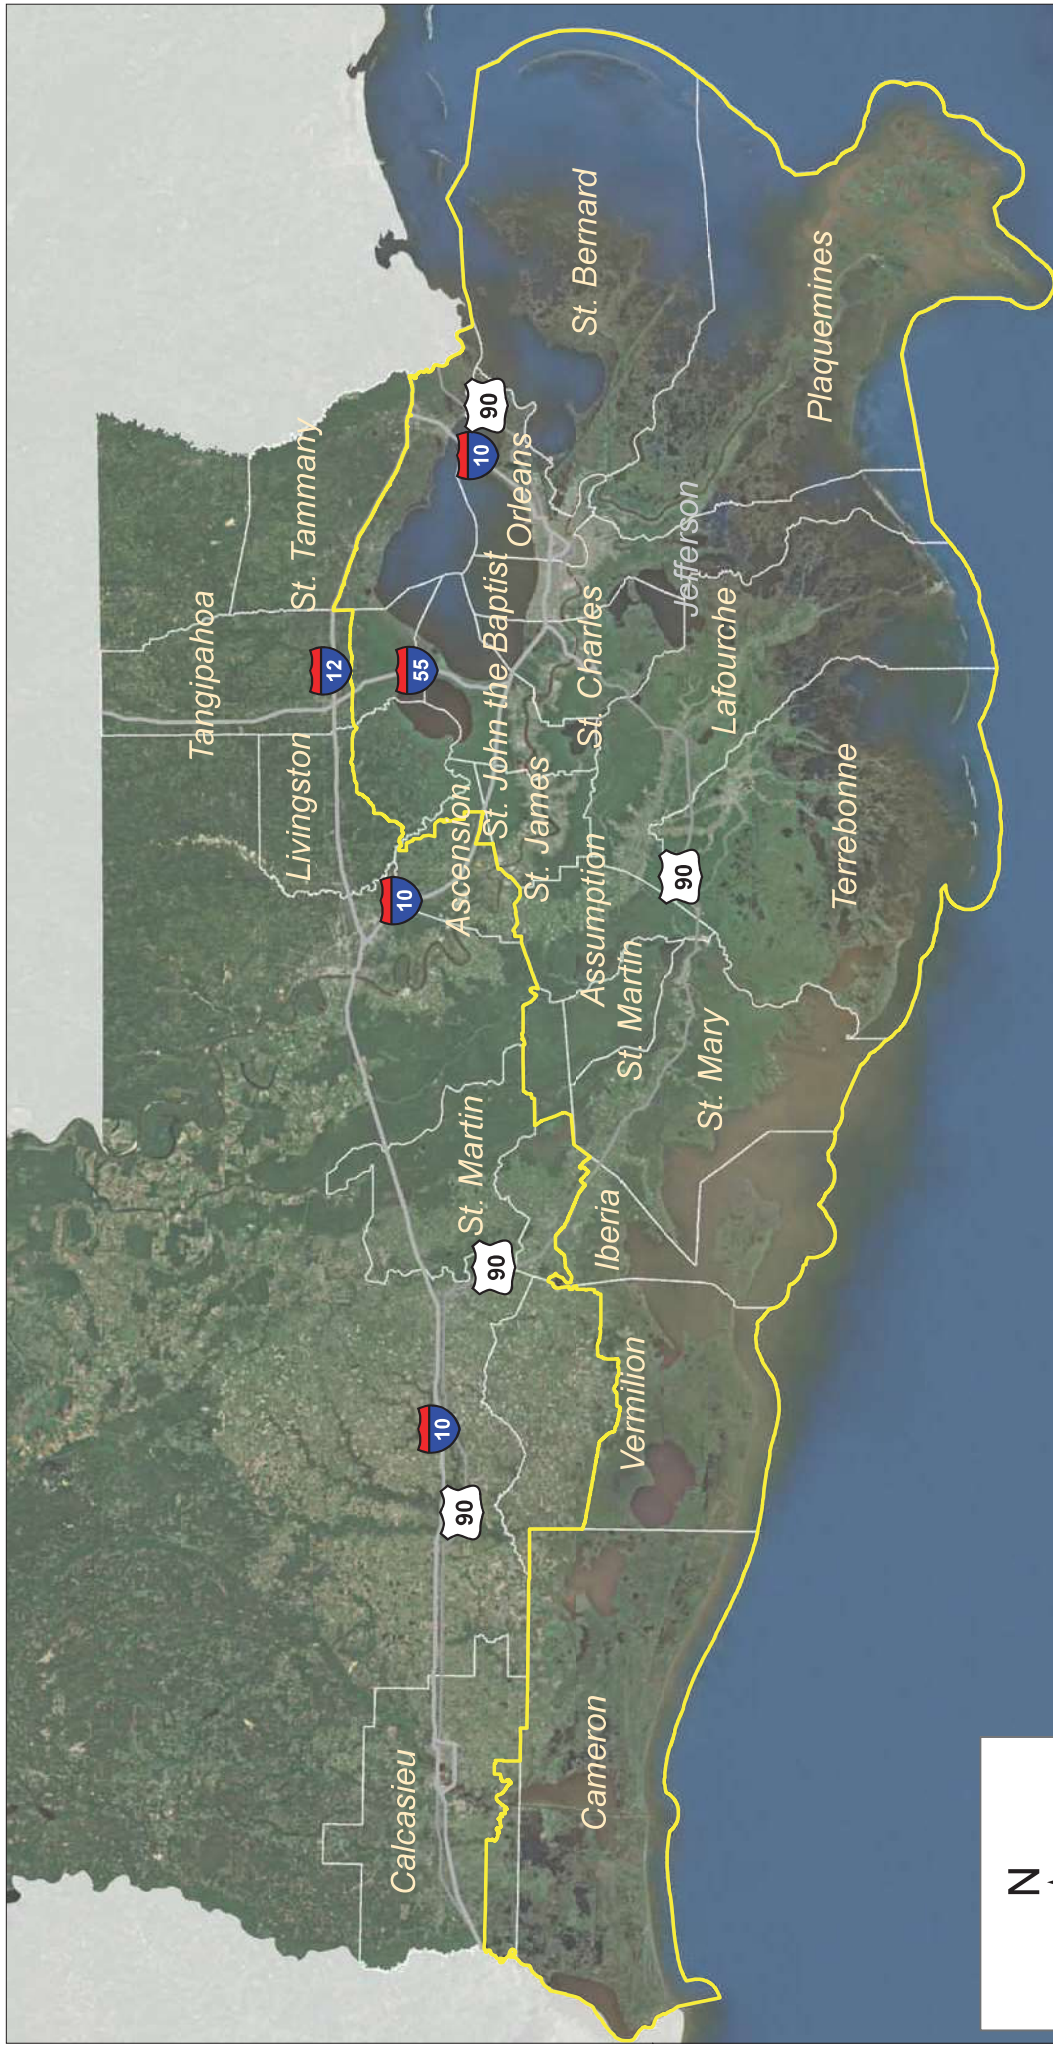 Tangipahoa
St. Tammany
Livingston
12
55
10
90
10
Orleans
St. Bernard
Plaquemines
Jefferson
St. John the Baptist
St. Charles
Lafourche
Ascension
St. James
Assumption
90
Terrebonne
10
St. Martin
St. Martin
St. Mary
90
Iberia
Vermilion
10
90
Calcasieu
Cameron
N